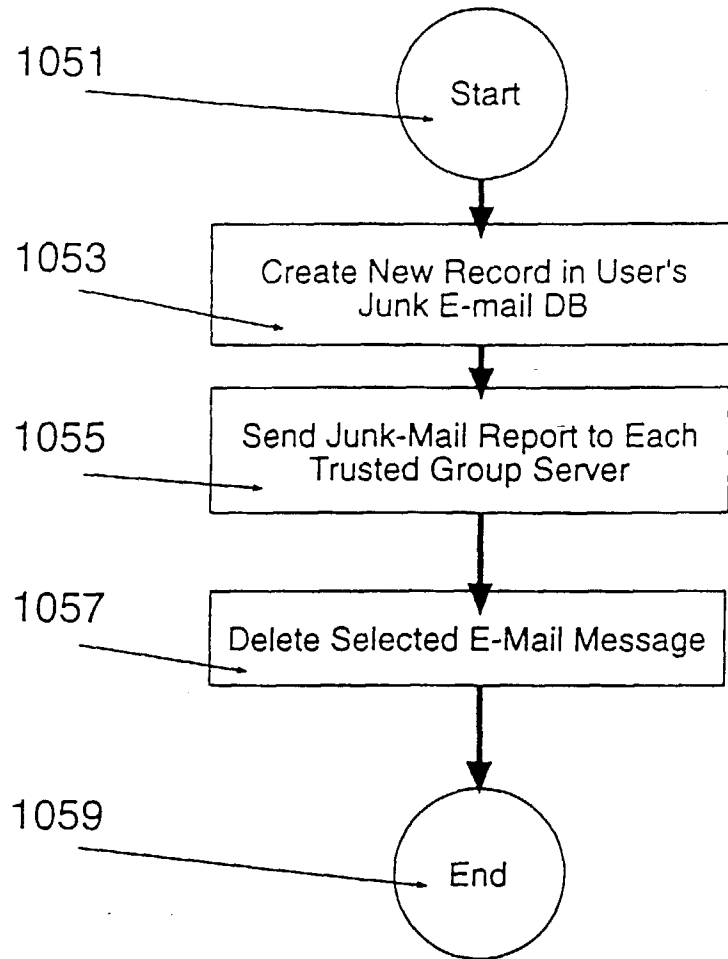 1051
Start
1053
Create New Record in User's
Junk E-mail DB
1055
Send Junk-Mail Report to Each
Trusted Group Server
1057
Delete Selected E-Mail Message
1059
End